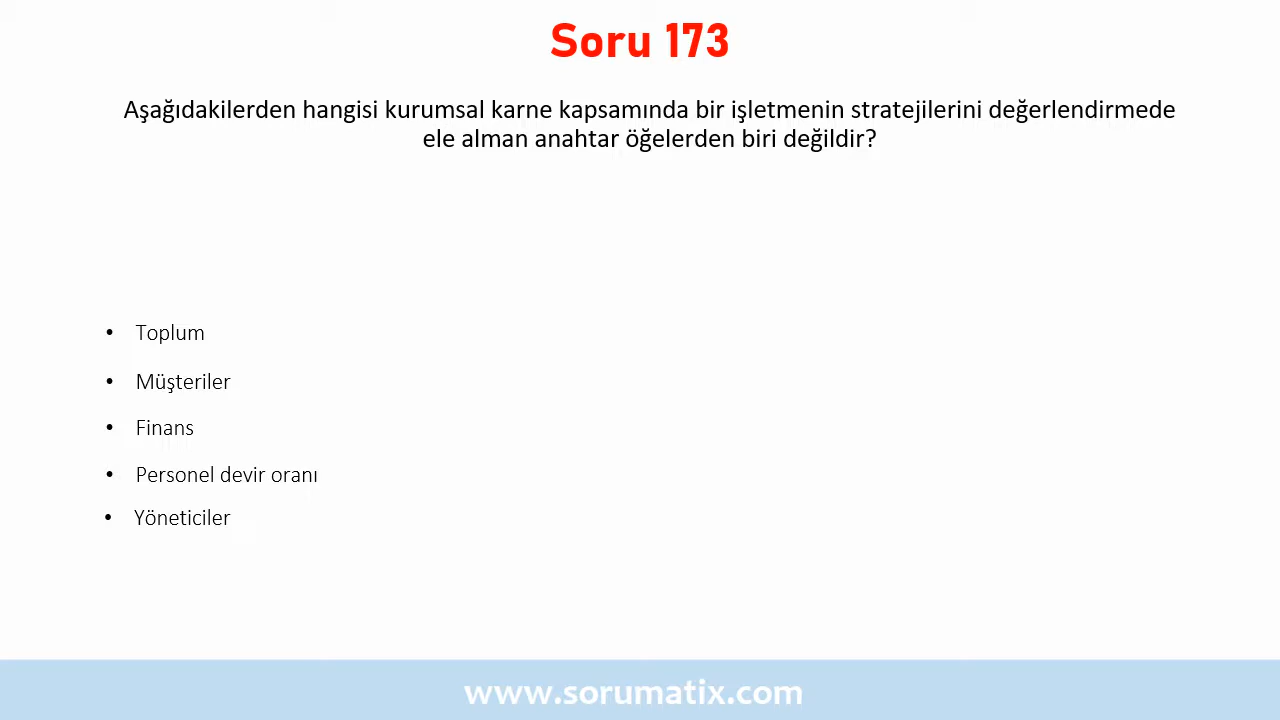 Soru 173
Aşağıdakilerden hangisi kurumsal karne kapsamında bir işletmenin stratejilerini değerlendirmede
ele alman anahtar öğelerden biri değildir?
• Toplum
• Müşteriler
• Finans
• Personel devir oranı
• Yöneticiler
www.sorumatix.com